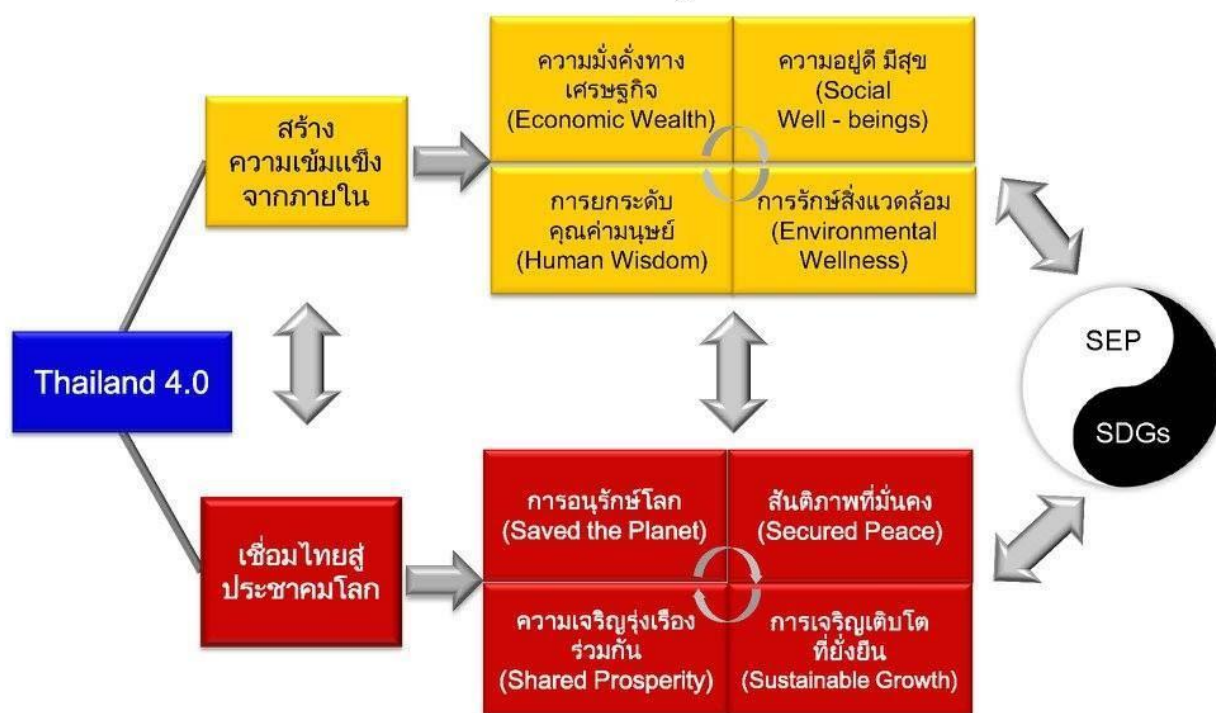 Thailand 4.0
สร้าง
ความเข้มแข็ง
จากภายใน
ความมั่งคั่งทาง
เศรษฐกิจ
(Economic Wealth)
ความอยู่ดี มีสุข
(Social
Well - beings)
การยกระดับ
คุณค่ามนุษย์
(Human Wisdom)
การรักษ์สิ่งแวดล้อม
(Environmental
Wellness)
เชื่อมไทยสู่
ประชาคมโลก
การอนุรักษ์โลก
(Saved the Planet)
สันติภาพที่มั่นคง
(Secured Peace)
ความเจริญรุ่งเรือง
ร่วมกัน
(Shared Prosperity)
การเจริญเติบโต
ที่ยั่งยืน
(Sustainable Growth)
SEP
SDGs